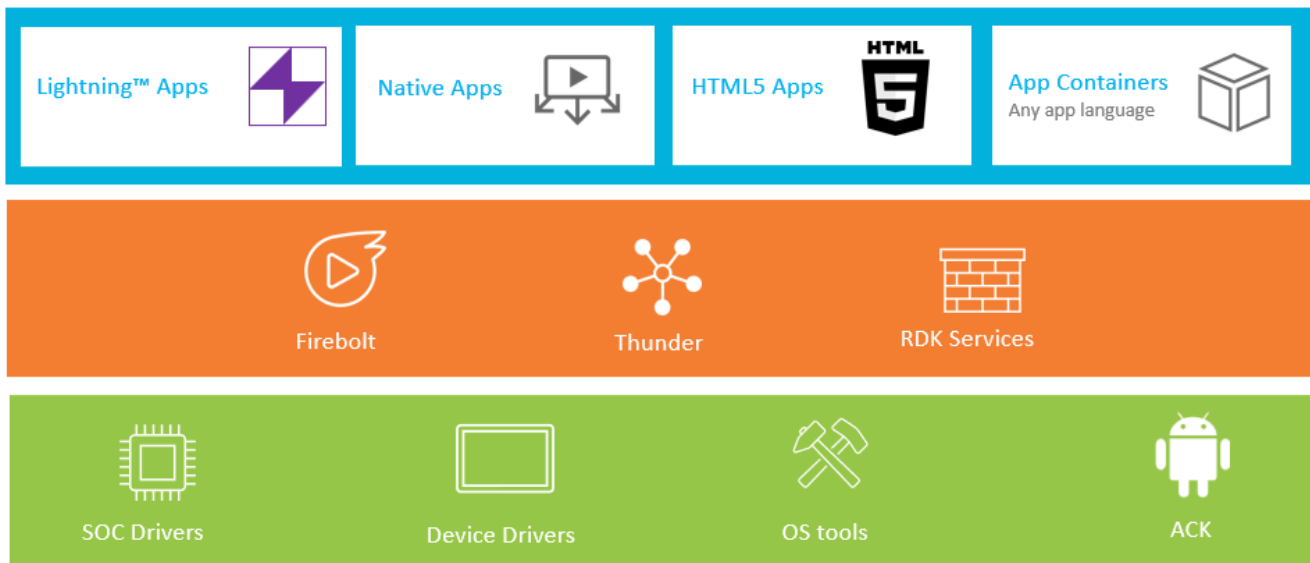 Lightning™ Apps
Native Apps
HTML5 Apps
HTML
5
App Containers
Any app language
Firebolt
Thunder
RDK Services
SOC Drivers
Device Drivers
OS tools
ACK